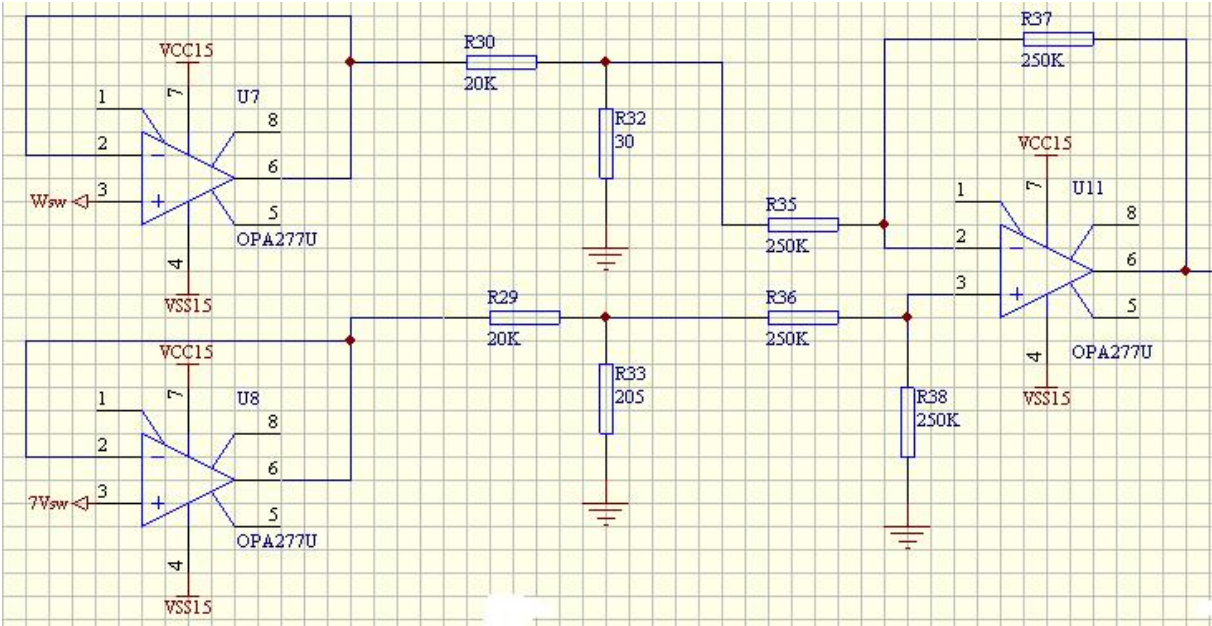 VCC15
7
1
U7
8
2
−
6
Wsw
3
+
5
OPA277U
4
VSS15
R30
20K
R32
30
R37
250K
VCC15
7
1
U11
8
R35
250K
2
−
6
3
+
5
OPA277U
4
VSS15
R29
20K
R36
250K
R33
205
R38
250K
VCC15
7
1
U8
8
2
−
6
7Vsw
3
+
5
OPA277U
4
VSS15